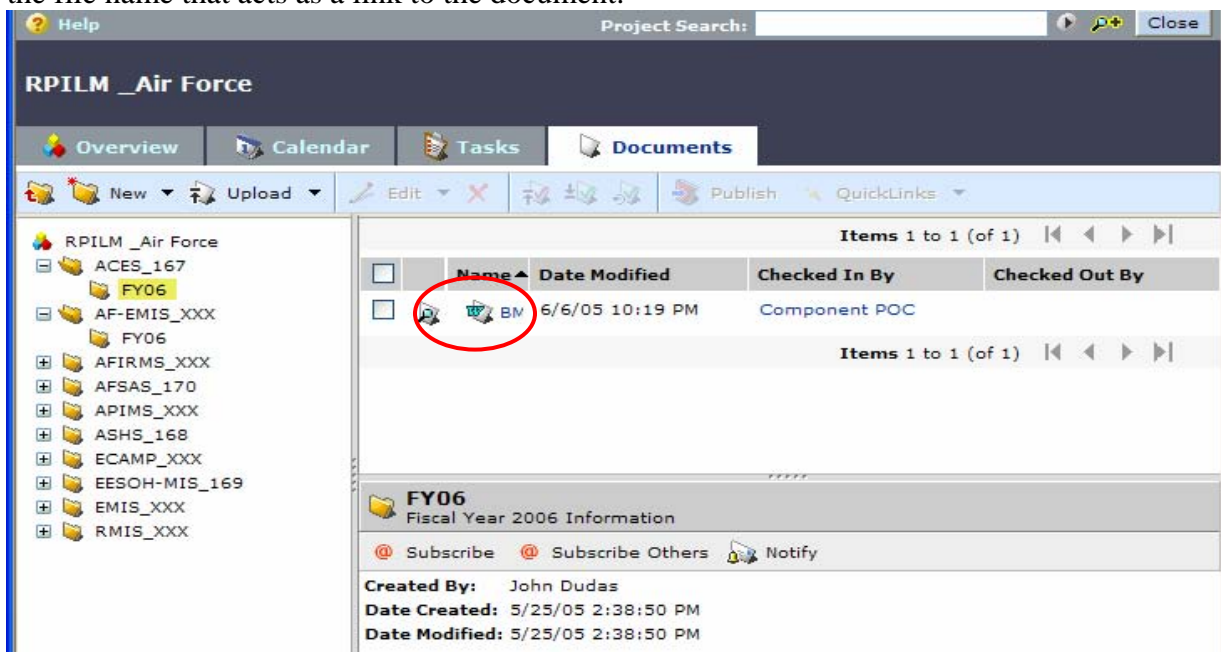 the file name that acts as a link to the document.
Help Project Search: Close
RPILM _Air Force
Overview Calendar Tasks Documents
New Upload Edit Publish QuickLinks
RPILM _Air Force
ACES_167
FY06
AF-EMIS_XXX
FY06
AFIRMS_XXX
AFSAS_170
APIMS_XXX
ASHS_168
ECAMP_XXX
EESOH-MIS_169
EMIS_XXX
RMIS_XXX
Items 1 to 1 (of 1)
Name Date Modified Checked In By Checked Out By
BM 6/6/05 10:19 PM Component POC
Items 1 to 1 (of 1)
FY06
Fiscal Year 2006 Information
@ Subscribe @ Subscribe Others Notify
Created By: John Dudas
Date Created: 5/25/05 2:38:50 PM
Date Modified: 5/25/05 2:38:50 PM